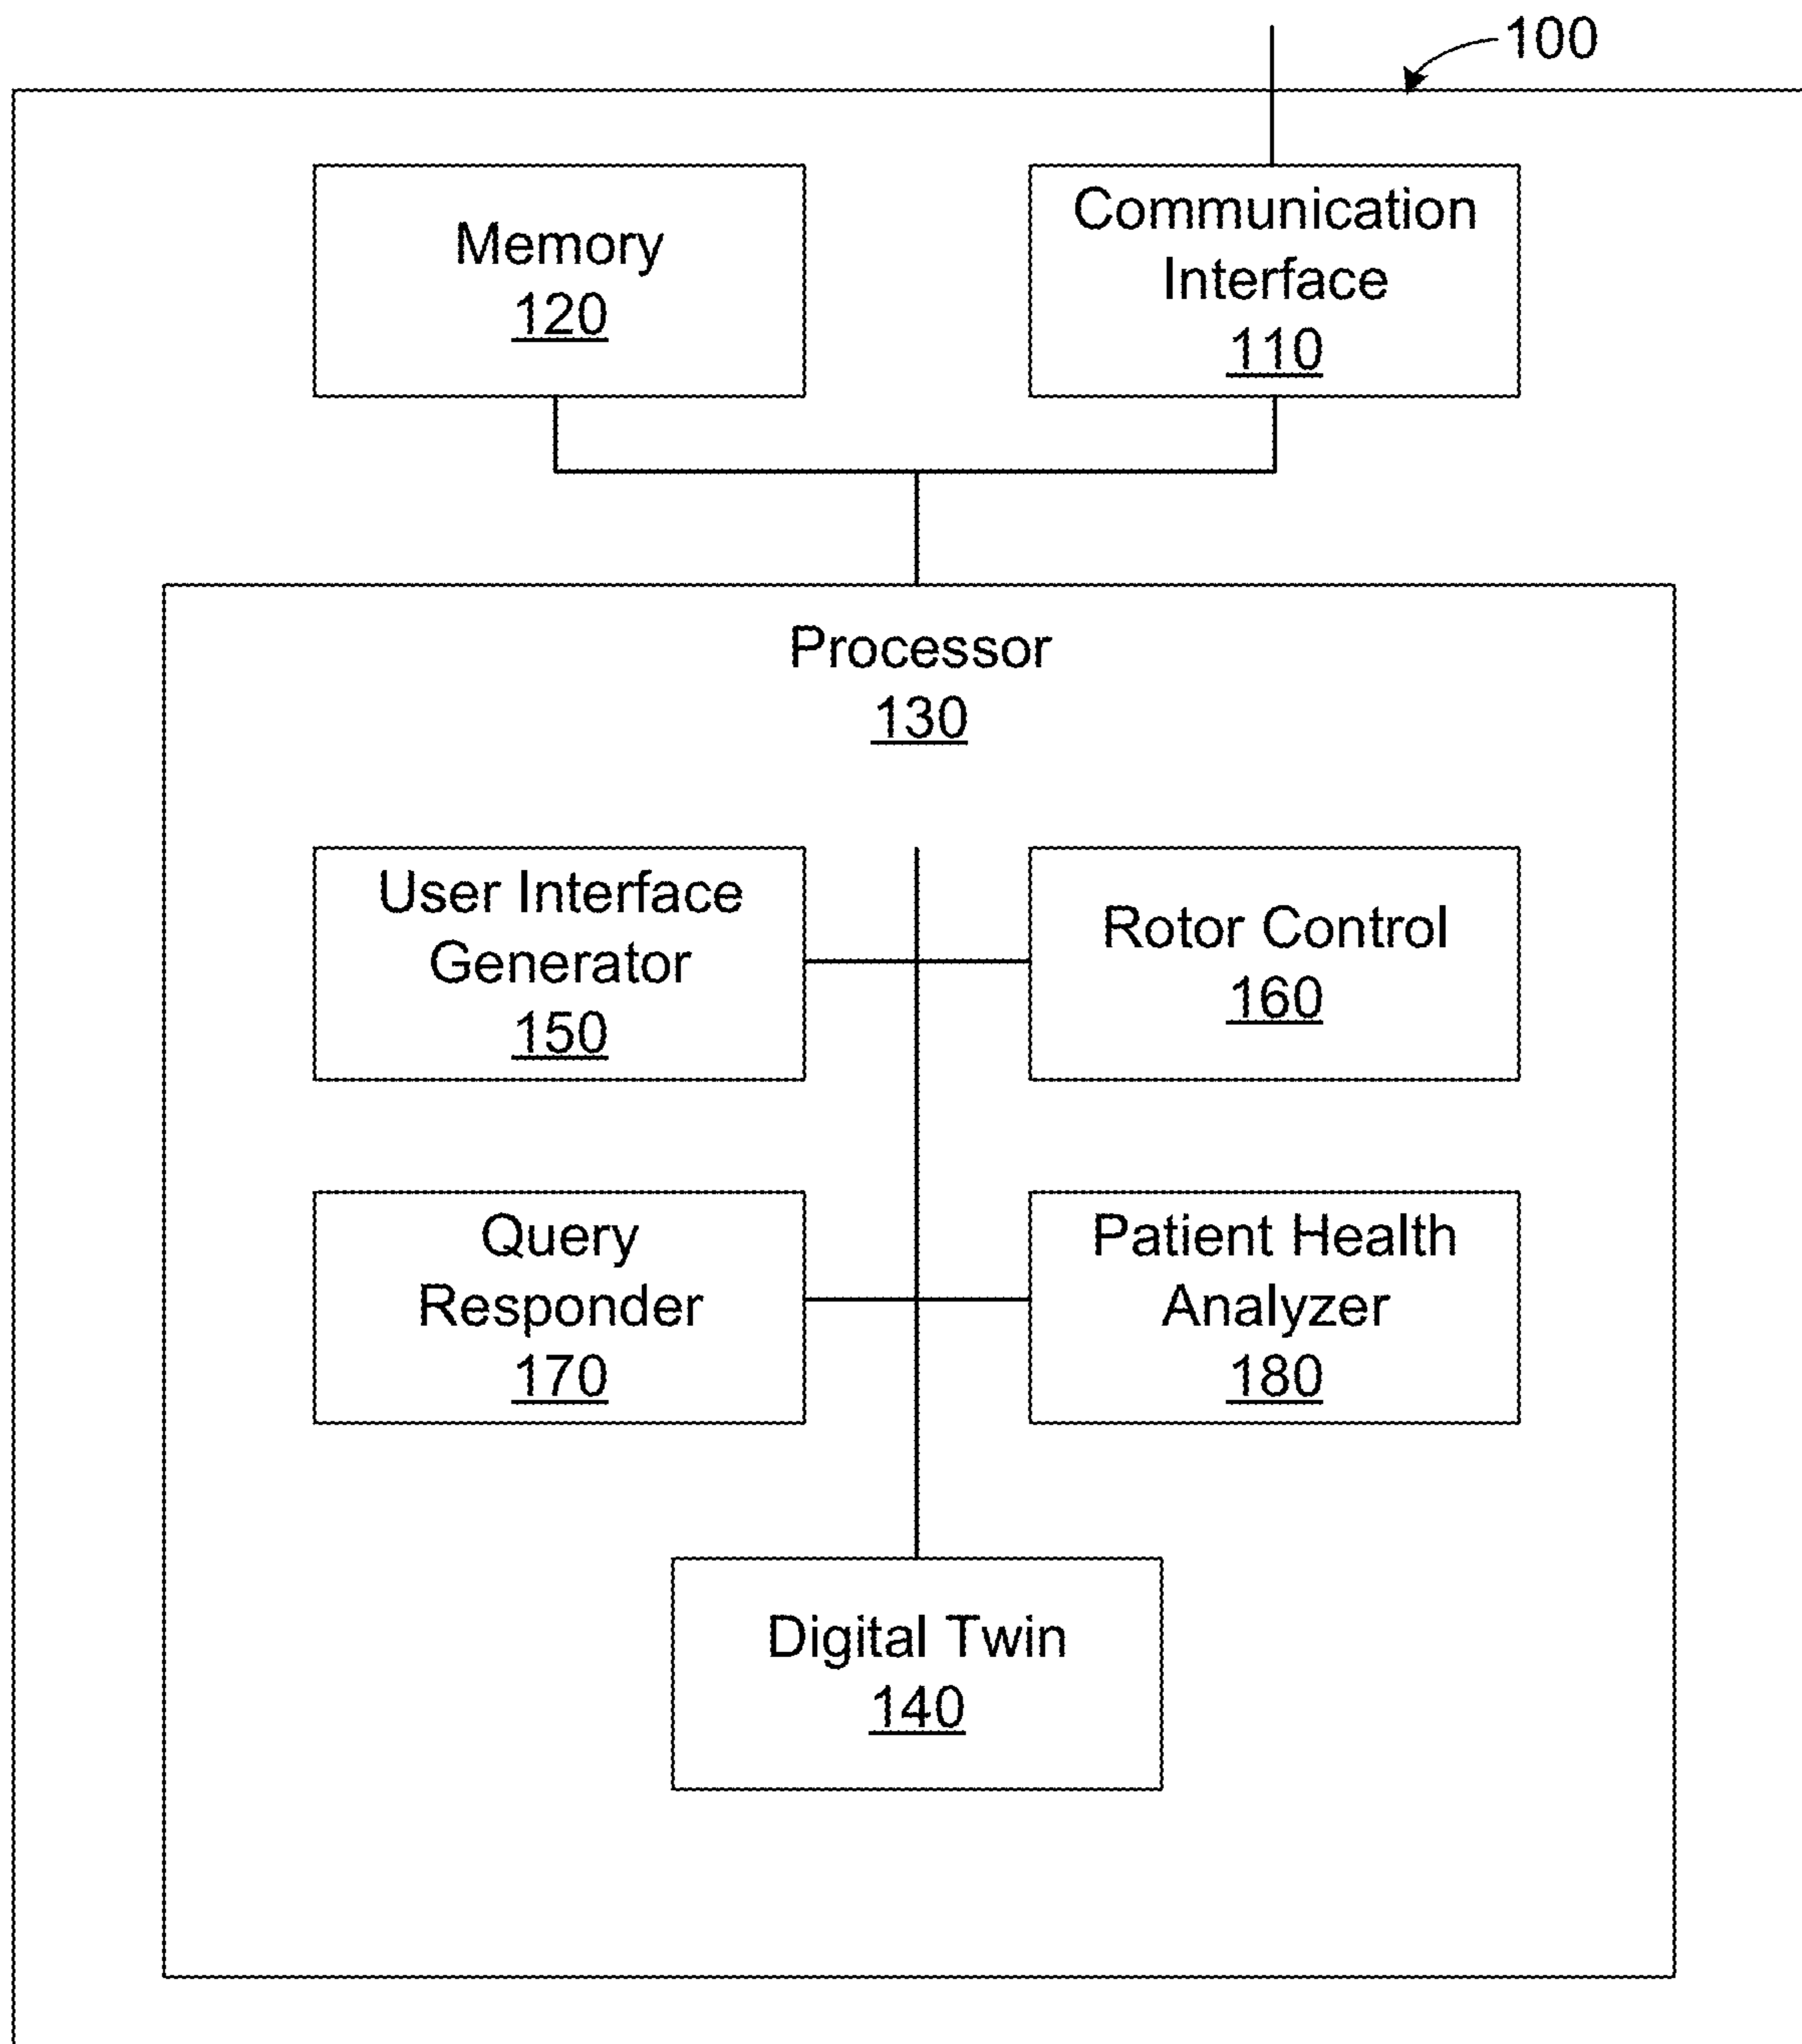 100
Memory
120
Communication
Interface
110
Processor
130
User Interface
Generator
150
Rotor Control
160
Query
Responder
170
Patient Health
Analyzer
180
Digital Twin
140